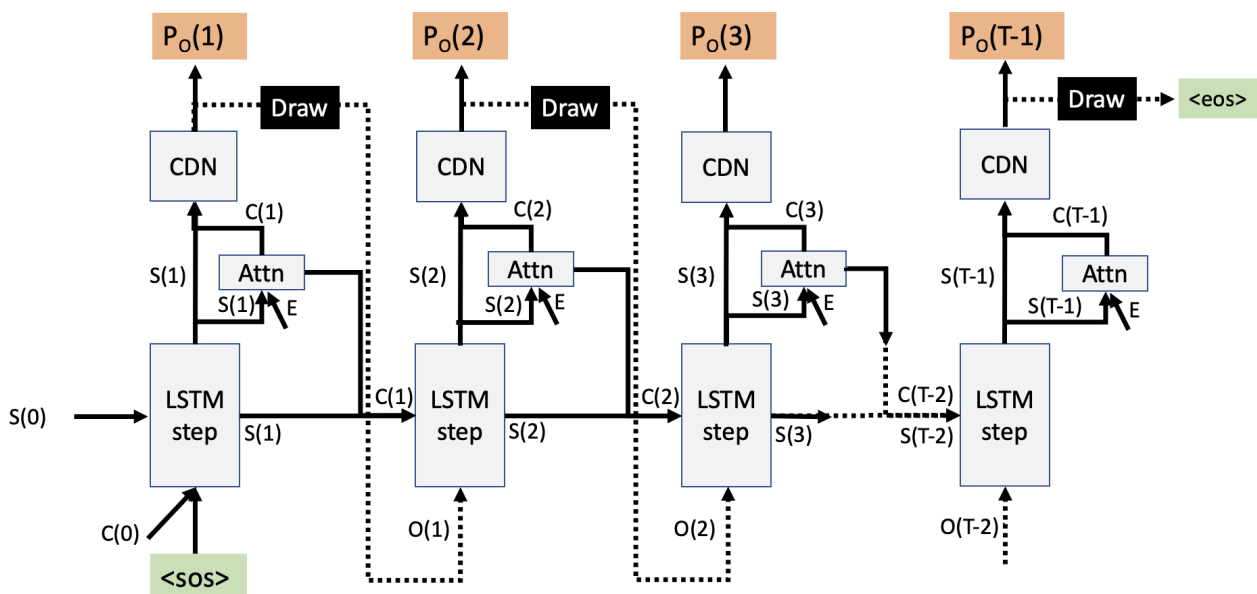 P_O(1)
P_O(2)
P_O(3)
P_O(T-1)
Draw
Draw
Draw
<eos>
CDN
CDN
CDN
CDN
C(1)
C(2)
C(3)
C(T-1)
S(1)
Attn
S(2)
Attn
S(3)
Attn
S(T-1)
Attn
S(1)
E
S(2)
E
S(3)
E
S(T-1)
E
S(0)
LSTM
step
S(1)
C(1)
LSTM
step
S(2)
C(2)
LSTM
step
S(3)
C(T-2)
S(T-2)
LSTM
step
C(0)
O(1)
O(2)
O(T-2)
<sos>